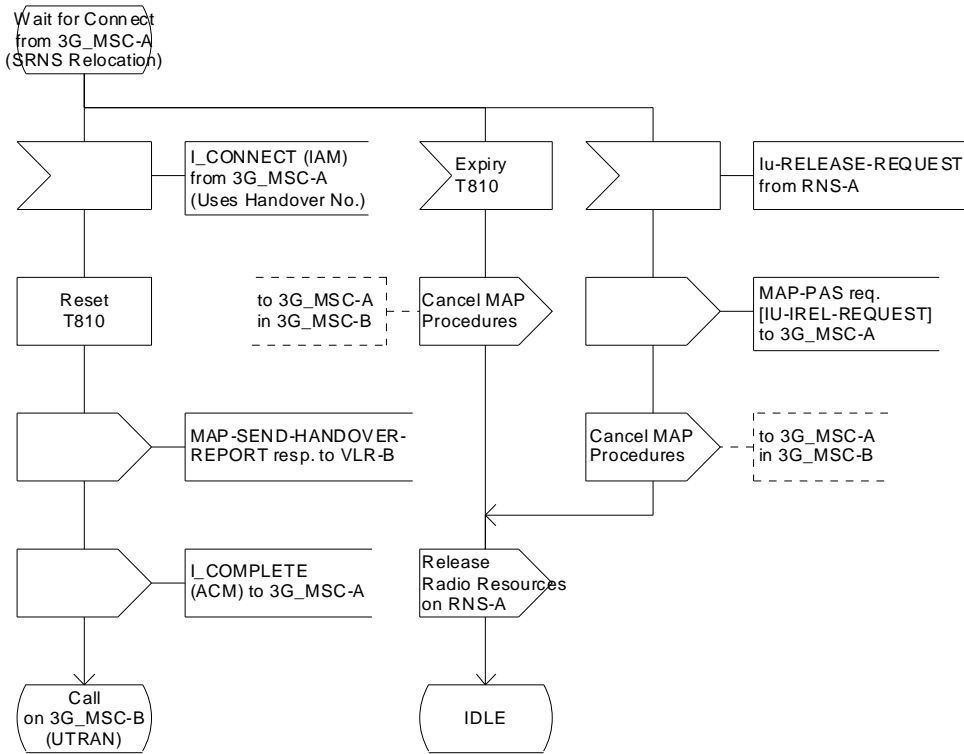 Wait for Connect
from 3G_MSC-A
(SRNS Relocation)
I_CONNECT (IAM)
from 3G_MSC-A
(Uses Handover No.)
Expiry
T810
Iu-RELEASE-REQUEST
from RNS-A
Reset
T810
to 3G_MSC-A
in 3G_MSC-B
Cancel MAP
Procedures
MAP-PAS req.
[IU-IREL-REQUEST]
to 3G_MSC-A
MAP-SEND-HANDOVER-
REPORT resp. to VLR-B
Cancel MAP
Procedures
to 3G_MSC-A
in 3G_MSC-B
I_COMPLETE
(ACM) to 3G_MSC-A
Release
Radio Resources
on RNS-A
Call
on 3G_MSC-B
(UTRAN)
IDLE